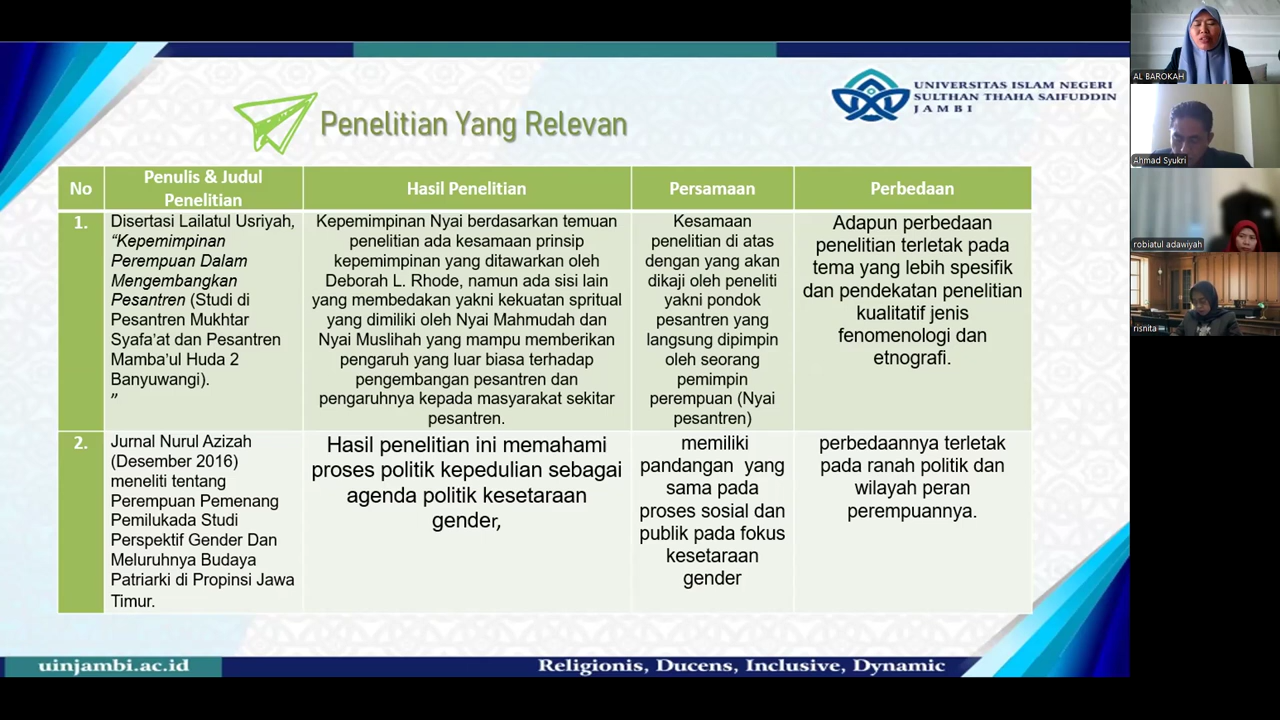 UNIVERSITAS ISLAM NEGERI
SULTHAN THAHA SAIFUDDIN
JAMBI
Penelitian Yang Relevan
No
Penulis & Judul
Penelitian
Hasil Penelitian
Persamaan
Perbedaan
1.
Disertasi Lailatul Usriyah,
“Kepemimpinan
Perempuan Dalam
Mengembangkan
Pesantren (Studi di
Pesantren Mukhtar
Syafa’at dan Pesantren
Mamba’ul Huda 2
Banyuwangi).
”
Kepemimpinan Nyai berdasarkan temuan
penelitian ada kesamaan prinsip
kepemimpinan yang ditawarkan oleh
Deborah L. Rhode, namun ada sisi lain
yang membedakan yakni kekuatan spritual
yang dimiliki oleh Nyai Mahmudah dan
Nyai Muslihah yang mampu memberikan
pengaruh yang luar biasa terhadap
pengembangan pesantren dan
pengaruhnya kepada masyarakat sekitar
pesantren.
Kesamaan
penelitian di atas
dengan yang akan
dikaji oleh peneliti
yakni pondok
pesantren yang
langsung dipimpin
oleh seorang
pemimpin
perempuan (Nyai
pesantren)
Adapun perbedaan
penelitian terletak pada
tema yang lebih spesifik
dan pendekatan penelitian
kualitatif jenis
fenomenologi dan
etnografi.
2.
Jurnal Nurul Azizah
(Desember 2016)
meneliti tentang
Perempuan Pemenang
Pemilukada Studi
Perspektif Gender Dan
Meluruhnya Budaya
Patriarki di Propinsi Jawa
Timur.
Hasil penelitian ini memahami
proses politik kepedulian sebagai
agenda politik kesetaraan
gender,
memiliki
pandangan yang
sama pada
proses sosial dan
publik pada fokus
kesetaraan
gender
perbedaannya terletak
pada ranah politik dan
wilayah peran
perempuannya.
uinjambi.ac.id
Religionis, Ducens, Inclusive, Dynamic
AL BAROKAH
Ahmad Syukri
robiatul adawiyah
risnita